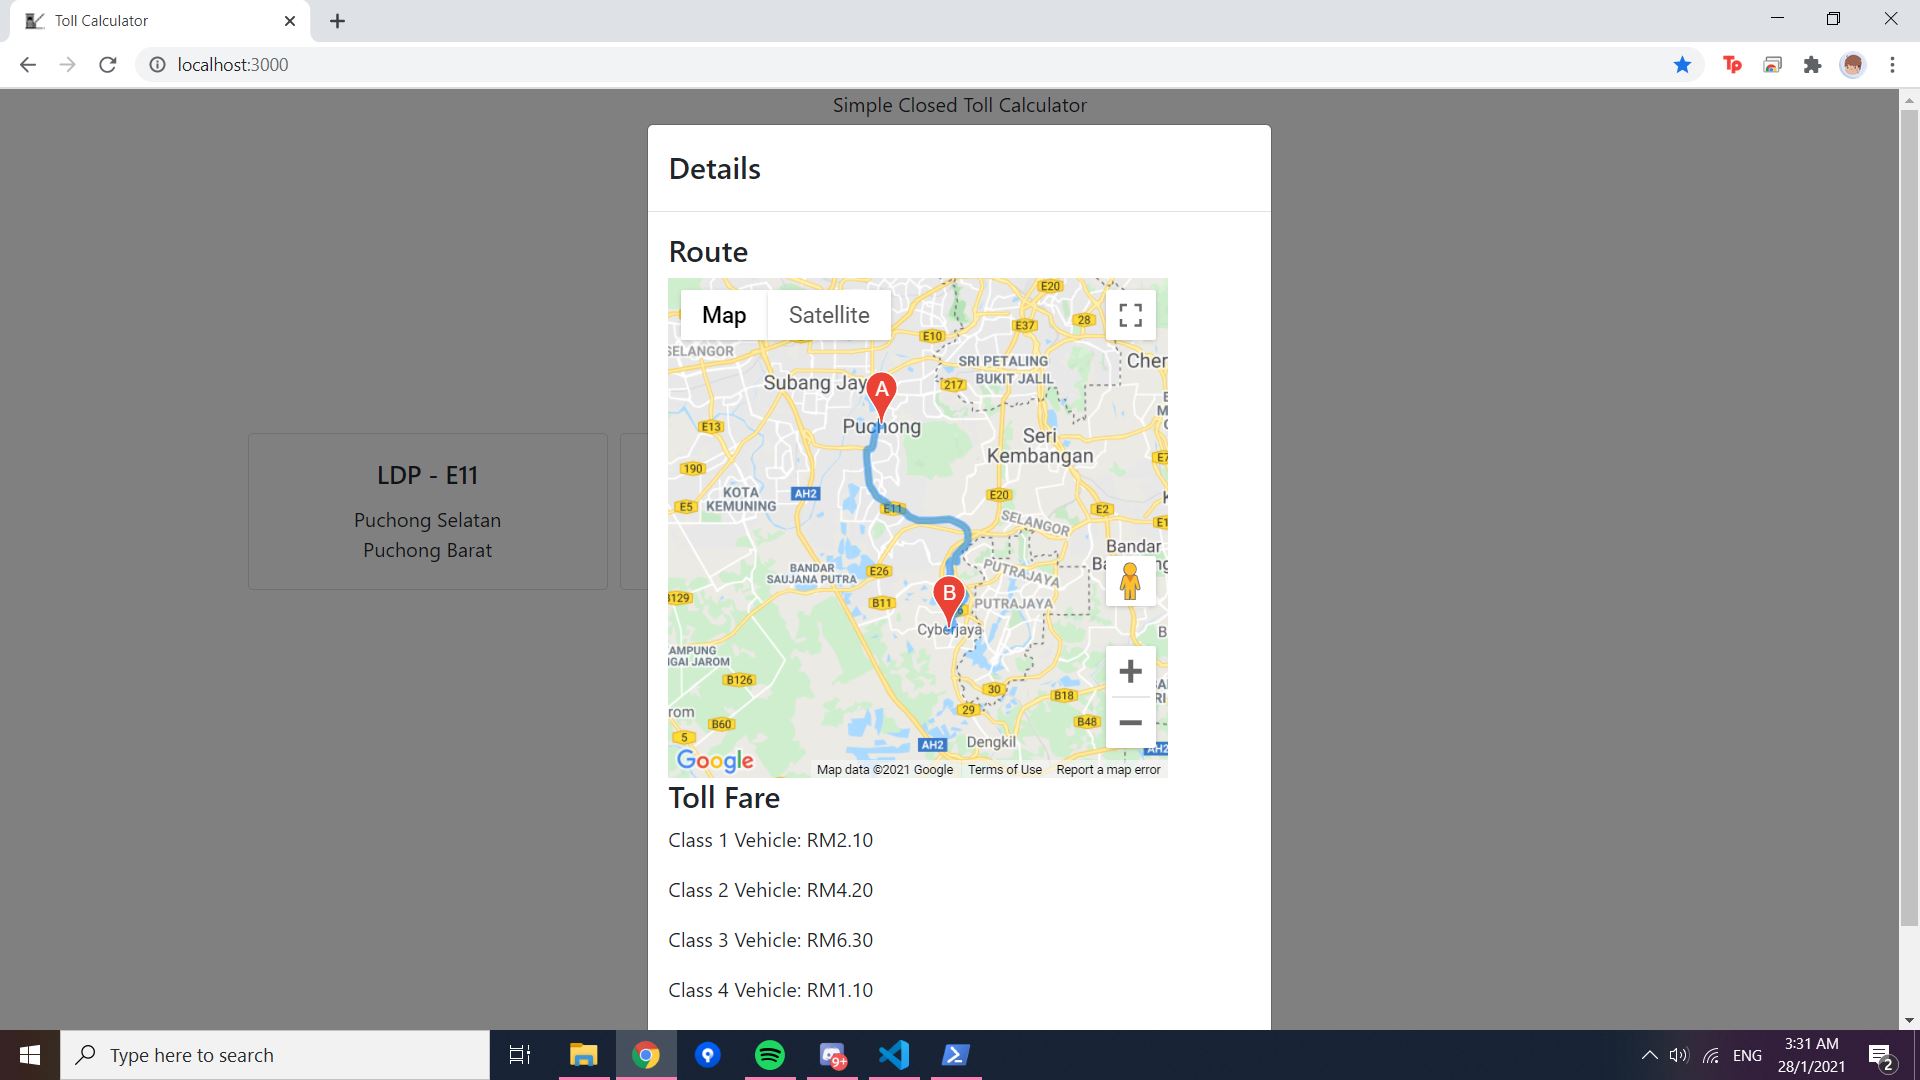 Toll Calculator
localhost:3000
Simple Closed Toll Calculator
Details
Route
Map
Satellite
E20
28
E37
E10
SELANGOR
SRI PETALING
BUKIT JALIL
Cher
Subang Jay
A
217
Puchong
E13
Seri
Kembangan
190
KOTA
KEMUNING
AH2
E20
E5
E11
E2
SELANGOR
Bandar
BANDAR
SAUJANA PUTRA
E26
PUTRAJAYA
B129
B11
B
PUTRAJAYA
Cyberjaya
AMPUNG
GAI JAROM
B126
30
B18
rom
B60
29
B48
5
AH2
Dengkil
AH2
Google
Map data ©2021 Google
Terms of Use
Report a map error
LDP - E11
Puchong Selatan
Puchong Barat
Toll Fare
Class 1 Vehicle: RM2.10
Class 2 Vehicle: RM4.20
Class 3 Vehicle: RM6.30
Class 4 Vehicle: RM1.10
Type here to search
9+
ENG
3:31 AM
28/1/2021
2